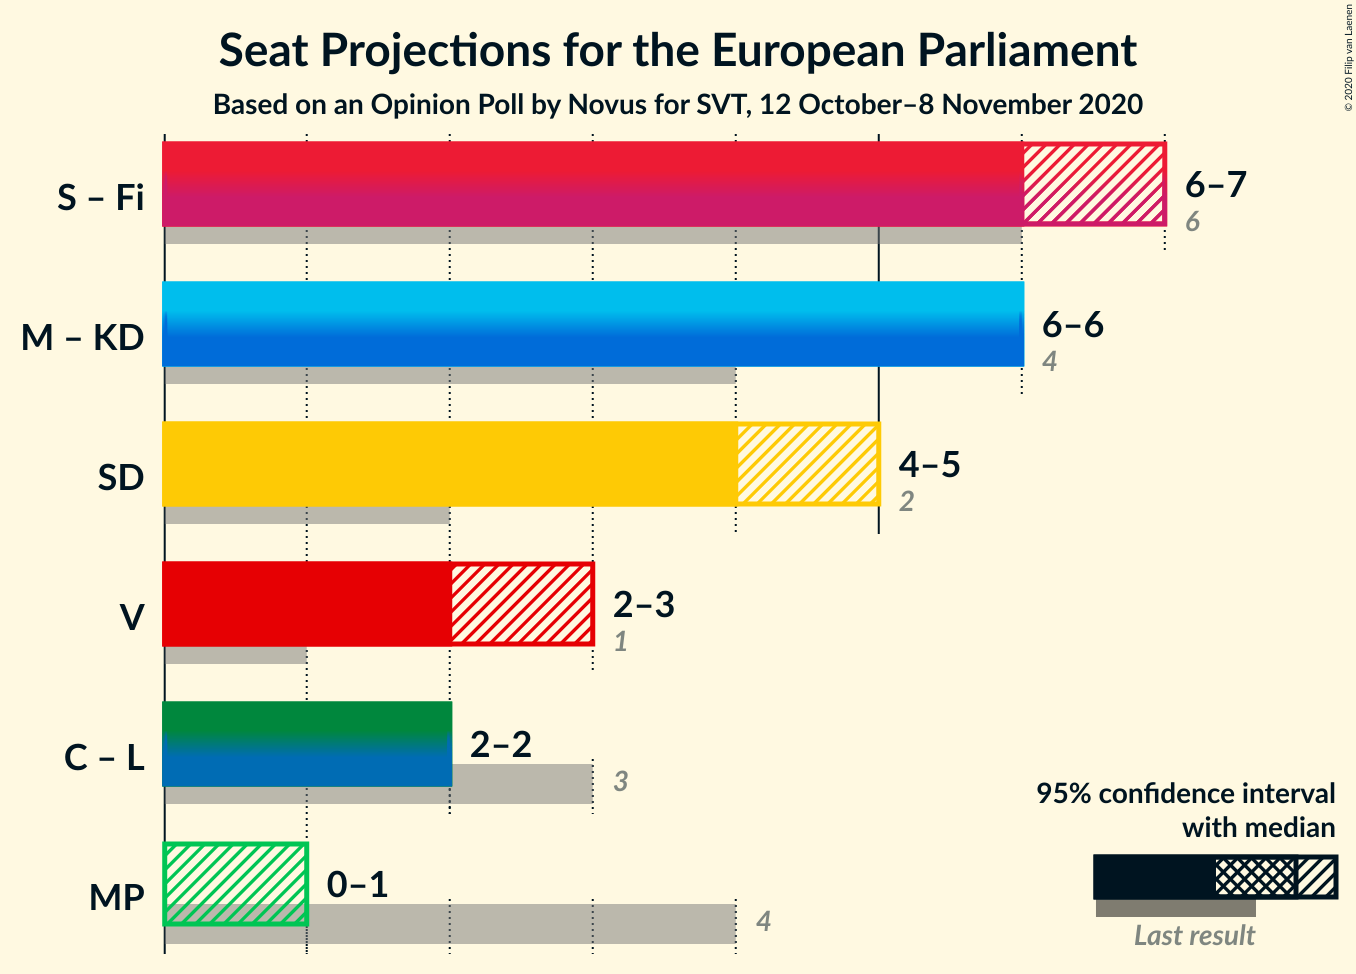 Seat Projections for the European Parliament
Based on an Opinion Poll by Novus for SVT, 12 October–8 November 2020
© 2020 Filip van Laenen
S – Fi
6–7
6
M – KD
6–6
4
SD
4–5
2
V
2–3
1
C – L
2–2
3
MP
0–1
4
95% confidence interval
with median
Last result